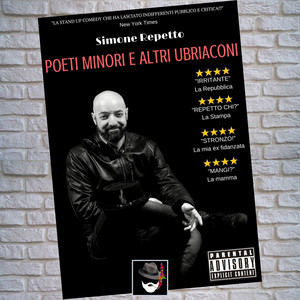 "LA STAND UP COMEDY CHE HA LASCIATO INDIFFERENTI PUBBLICO E CRITICA!!"
New York Times
Simone Repetto
POETI MINORI E ALTRI UBRIACONI
"IRRITANTE"
La Repubblica
"REPETTO CHI?"
La Stampa
"STRONZO!"
La mia ex fidanzata
"MANGI?"
La mamma
PARENTAL
ADVISORY
EXPLICIT CONTENT